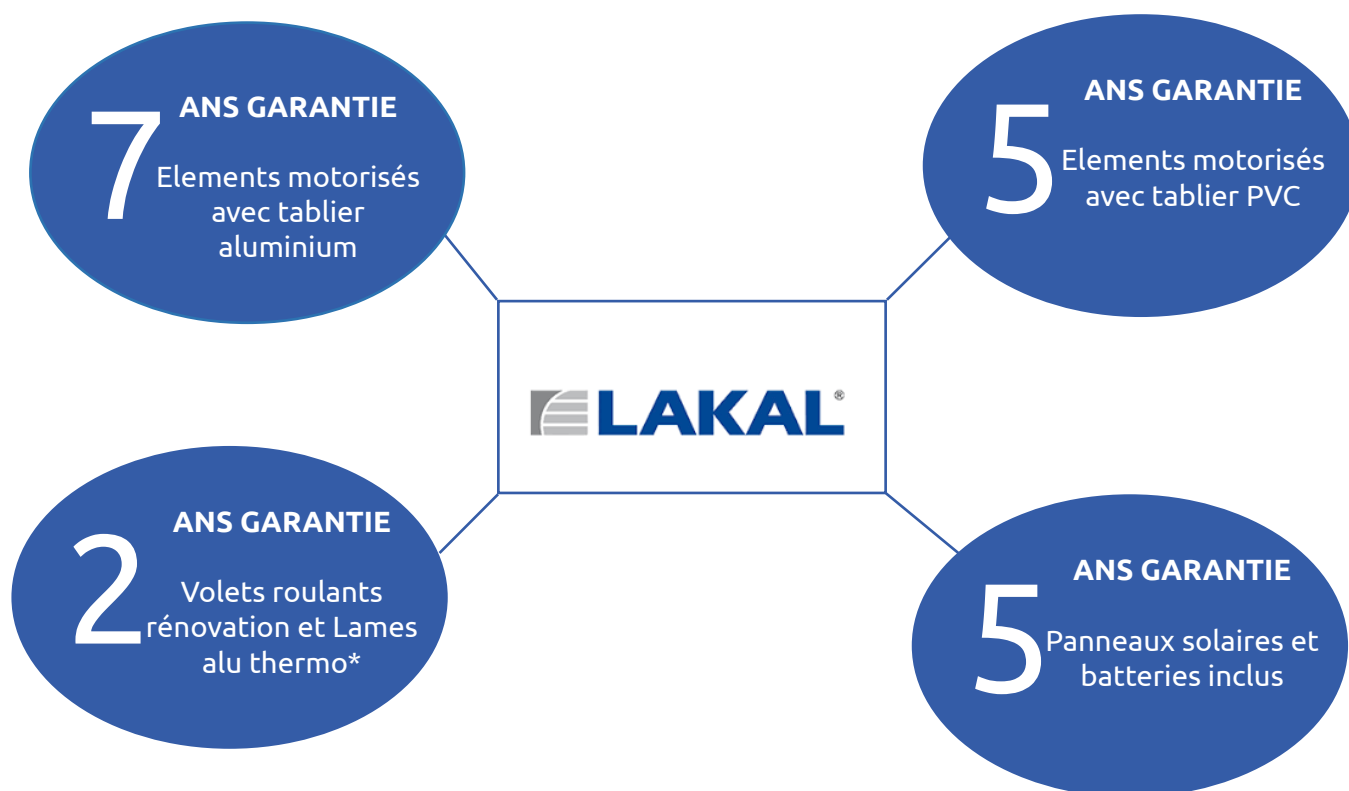 7
ANS GARANTIE
Elements motorisés
avec tablier
aluminium
5
ANS GARANTIE
Elements motorisés
avec tablier PVC
LAKAL®
2
ANS GARANTIE
Volets roulants
rénovation et Lames
alu thermo*
5
ANS GARANTIE
Panneaux solaires et
batteries inclus